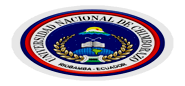 UNIVERSIDAD NACIONAL DE CHIMBORAZO
RIOBAMBA - ECUADOR